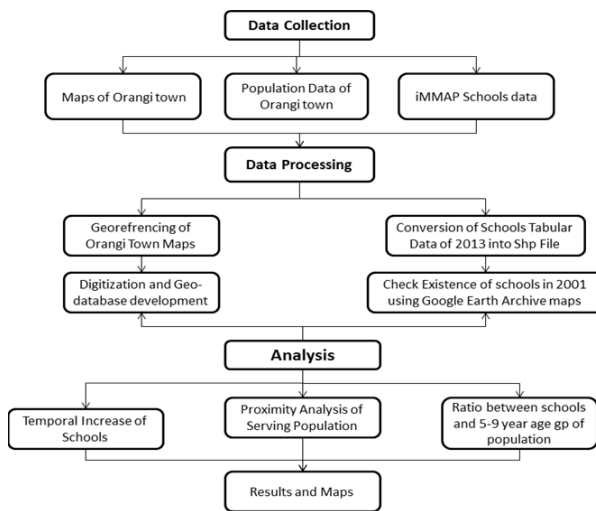 Data Collection
Maps of Orangi town
Population Data of
Orangi town
iMMAP Schools data
Data Processing
Georefrencing of
Orangi Town Maps
Conversion of Schools Tabular
Data of 2013 into Shp File
Digitization and Geo-
database development
Check Existence of schools in 2001
using Google Earth Archive maps
Analysis
Temporal Increase of
Schools
Proximity Analysis of
Serving Population
Ratio between schools
and 5-9 year age gp of
population
Results and Maps